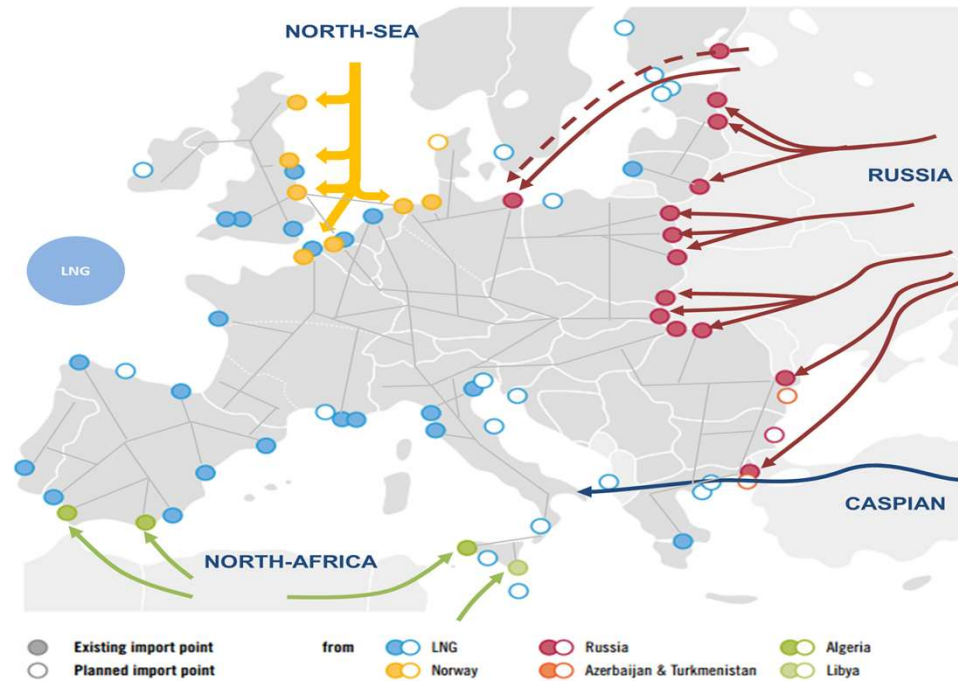 NORTH-SEA
RUSSIA
LNG
CASPIAN
NORTH-AFRICA
Existing import point from LNG Russia Algeria
Planned import point Norway Azerbaijan & Turkmenistan Libya